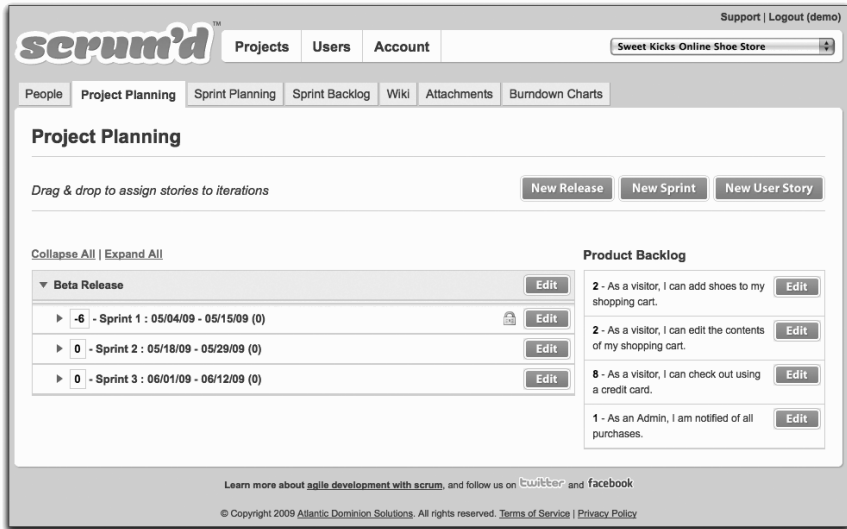 Support | Logout (demo)
scrum'd™
Projects Users Account
Sweet Kicks Online Shoe Store
People Project Planning Sprint Planning Sprint Backlog Wiki Attachments Burndown Charts
Project Planning
Drag & drop to assign stories to iterations
New Release New Sprint New User Story
Collapse All | Expand All
Beta Release Edit
-6 - Sprint 1 : 05/04/09 - 05/15/09 (0) Edit
0 - Sprint 2 : 05/18/09 - 05/29/09 (0) Edit
0 - Sprint 3 : 06/01/09 - 06/12/09 (0) Edit
Product Backlog
2 - As a visitor, I can add shoes to my Edit
shopping cart.
2 - As a visitor, I can edit the contents Edit
of my shopping cart.
8 - As a visitor, I can check out using Edit
a credit card.
1 - As an Admin, I am notified of all Edit
purchases.
Learn more about agile development with scrum, and follow us on twitter and facebook
© Copyright 2009 Atlantic Dominion Solutions. All rights reserved. Terms of Service | Privacy Policy